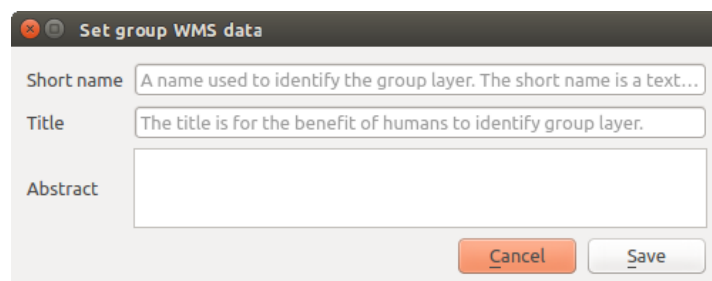 Set group WMS data
Short name A name used to identify the group layer. The short name is a text...
Title The title is for the benefit of humans to identify group layer.
Abstract
Cancel Save